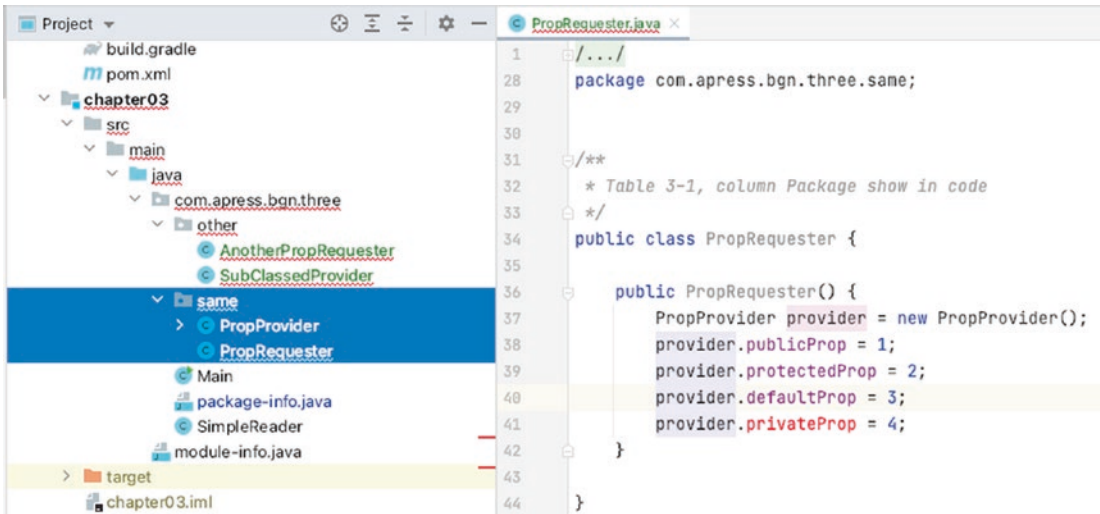 Project
build.gradle
pom.xml
chapter03
src
main
java
com.apress.bgn.three
other
AnotherPropRequester
SubClassedProvider
same
PropProvider
PropRequester
Main
package-info.java
SimpleReader
module-info.java
target
chapter03.iml
PropRequester.java
1 /.../
28 package com.apress.bgn.three.same;
29
30
31 /**
32 * Table 3-1, column Package show in code
33 */
34 public class PropRequester {
35
36 public PropRequester() {
37 PropProvider provider = new PropProvider();
38 provider.publicProp = 1;
39 provider.protectedProp = 2;
40 provider.defaultProp = 3;
41 provider.privateProp = 4;
42 }
43
44 }